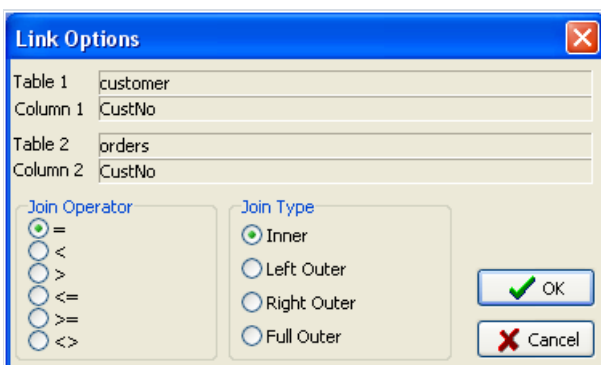 Link Options
Table 1 customer
Column 1 CustNo
Table 2 orders
Column 2 CustNo
Join Operator
=
<
>
<=
>=
<>
Join Type
Inner
Left Outer
Right Outer
Full Outer
OK
Cancel